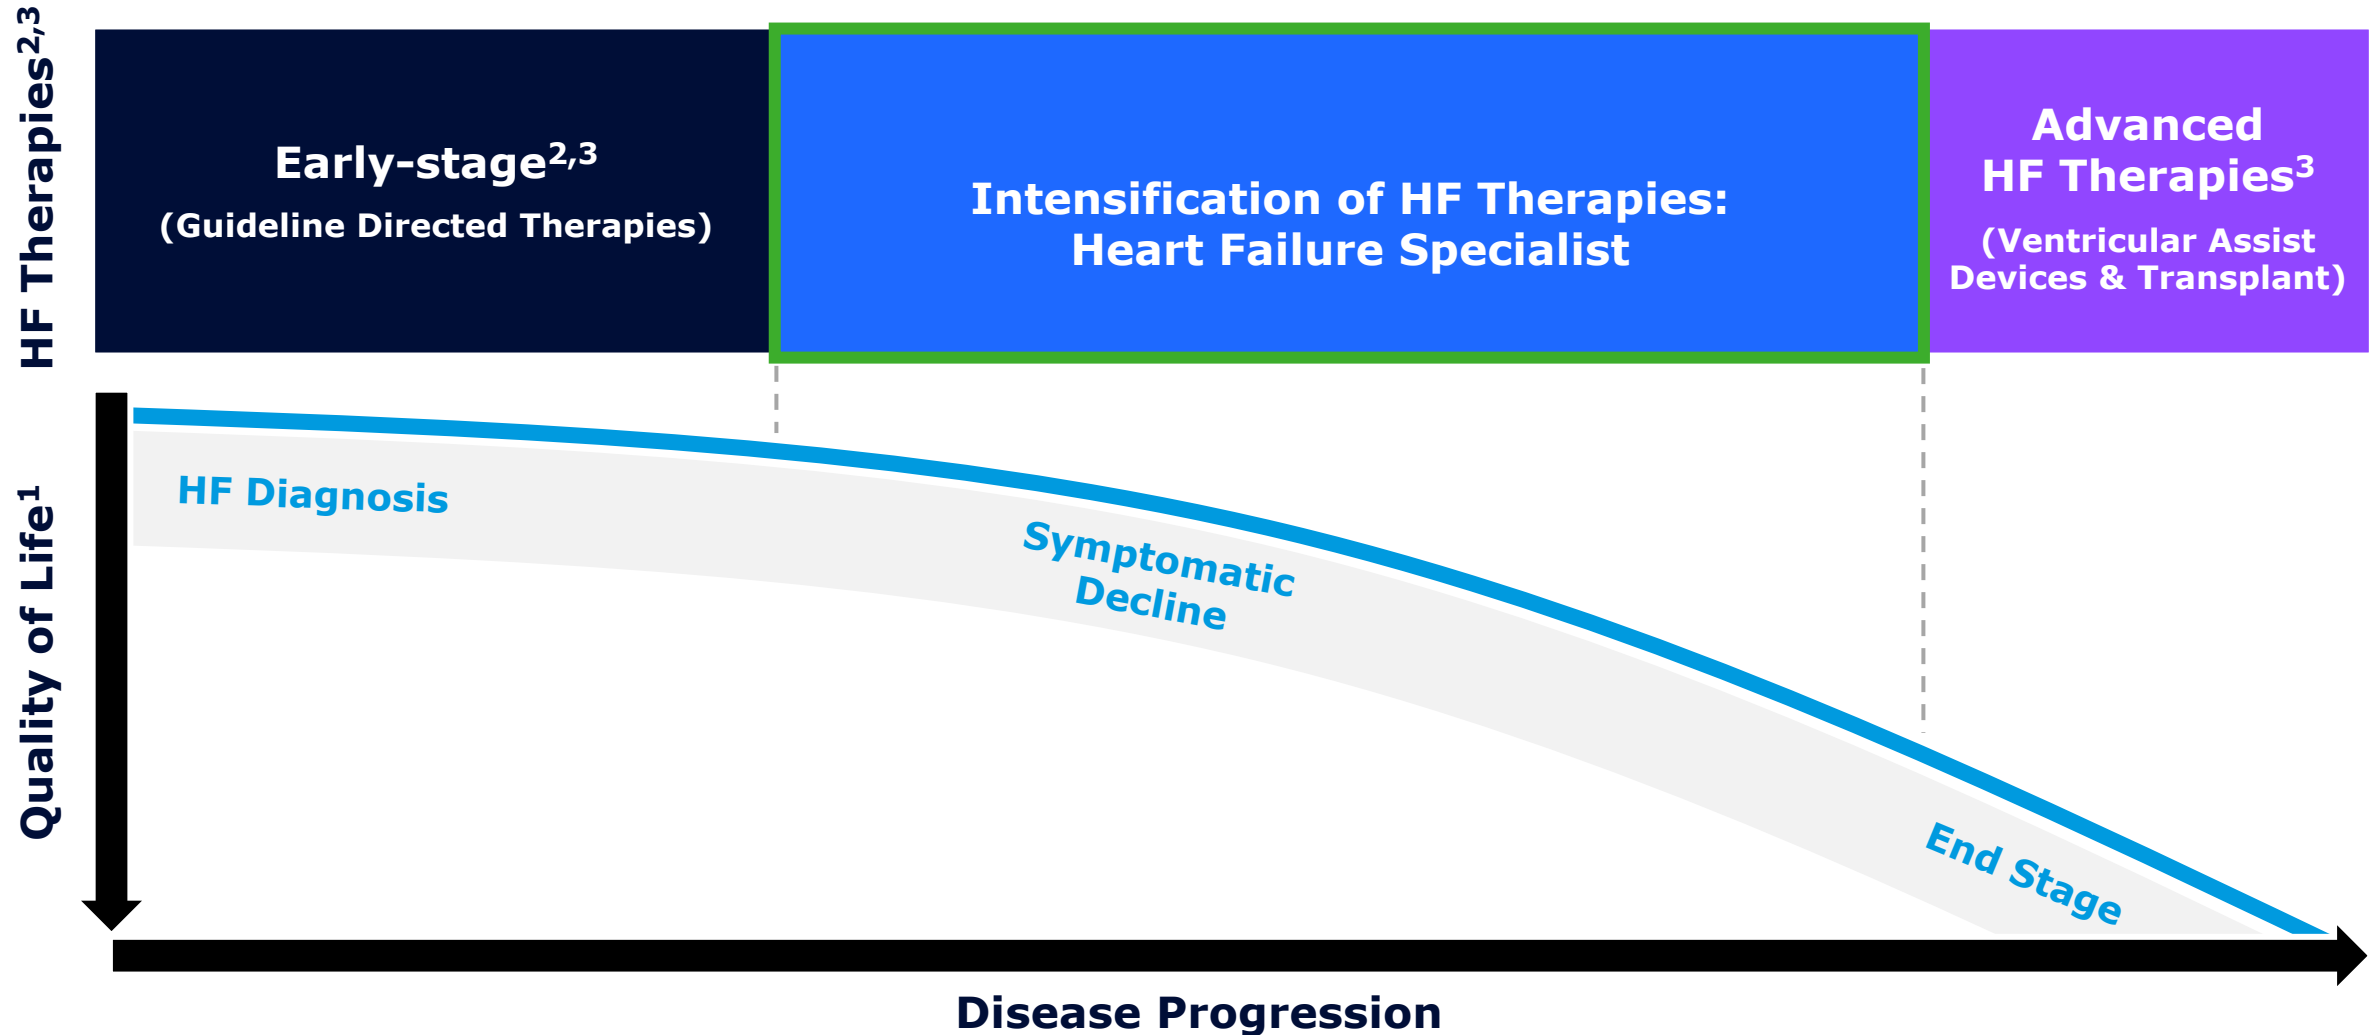 HF Therapies2,3
Early-stage2,3
(Guideline Directed Therapies)
Intensification of HF Therapies:
Heart Failure Specialist
Advanced
HF Therapies3
(Ventricular Assist
Devices & Transplant)
Quality of Life1
HF Diagnosis
Symptomatic
Decline
End Stage
Disease Progression